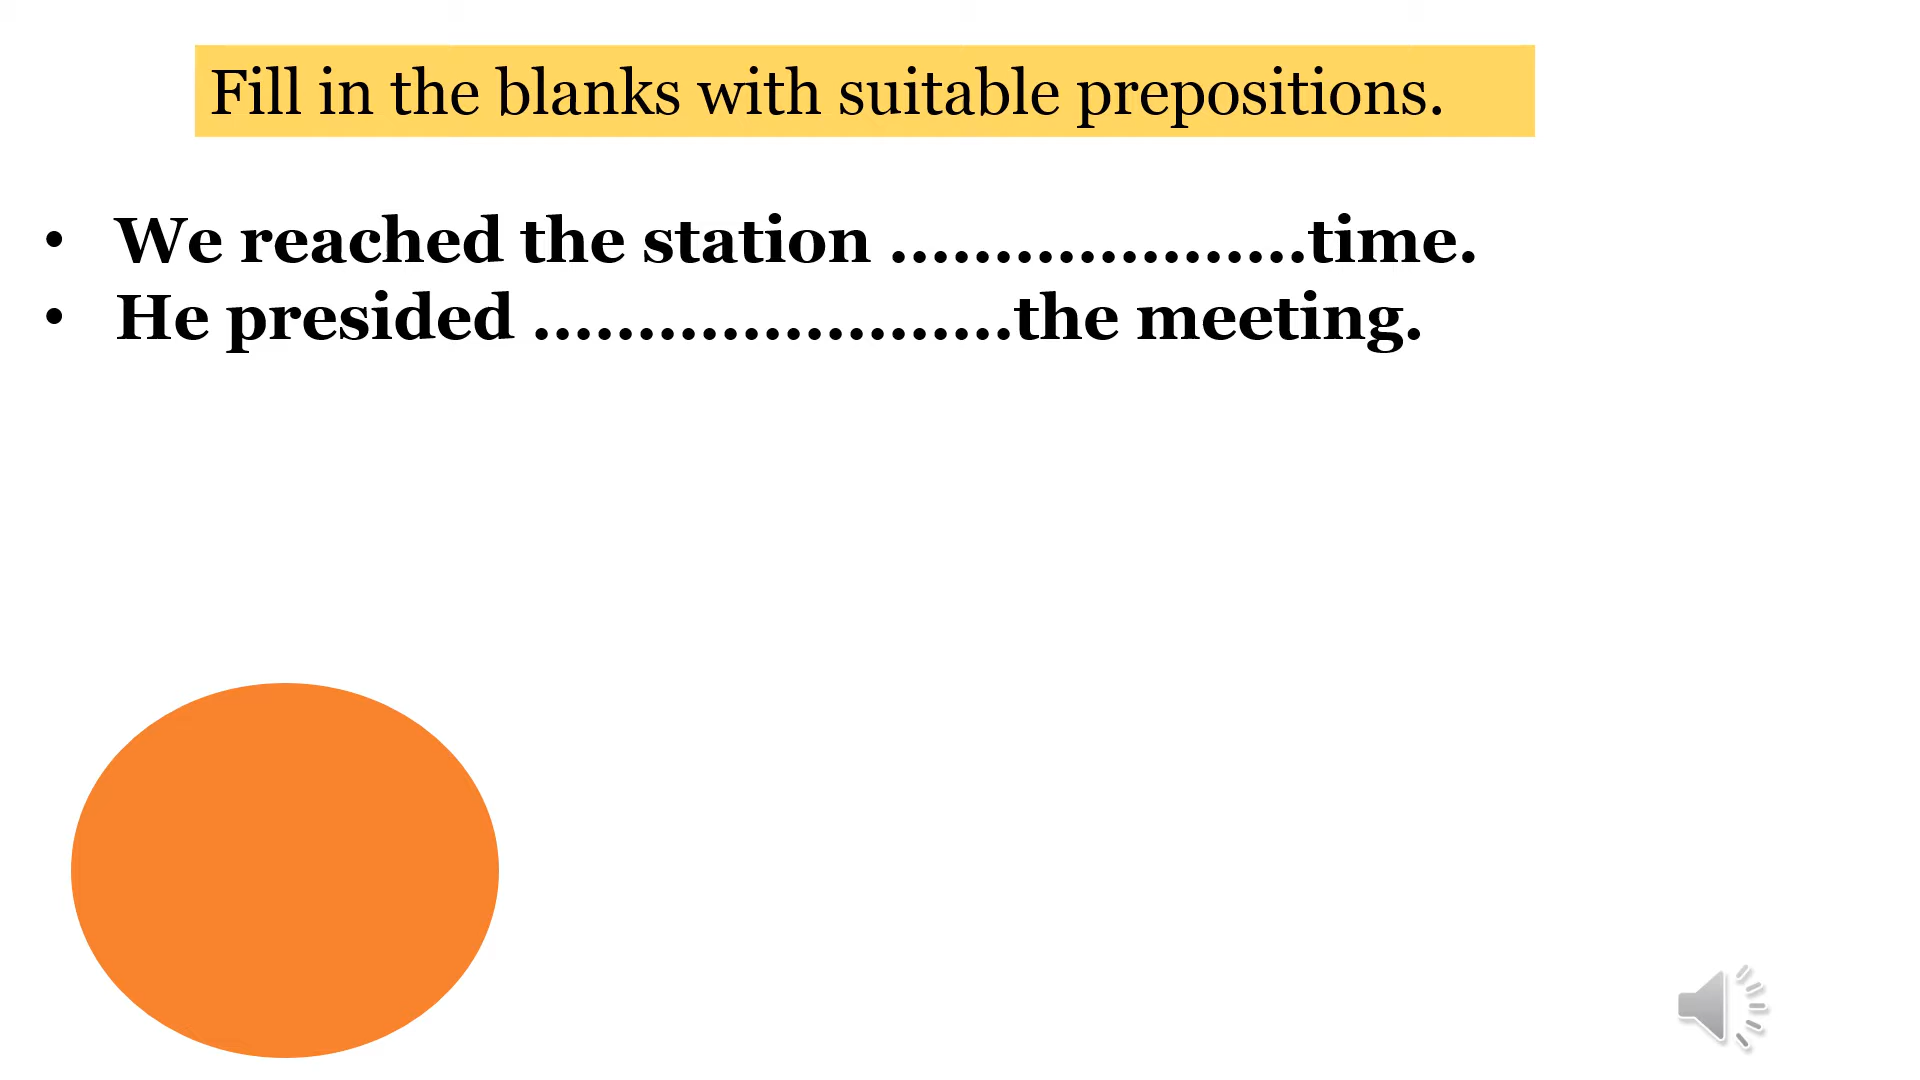 Fill in the blanks with suitable prepositions.
• We reached the station ....................time.
• He presided .......................the meeting.